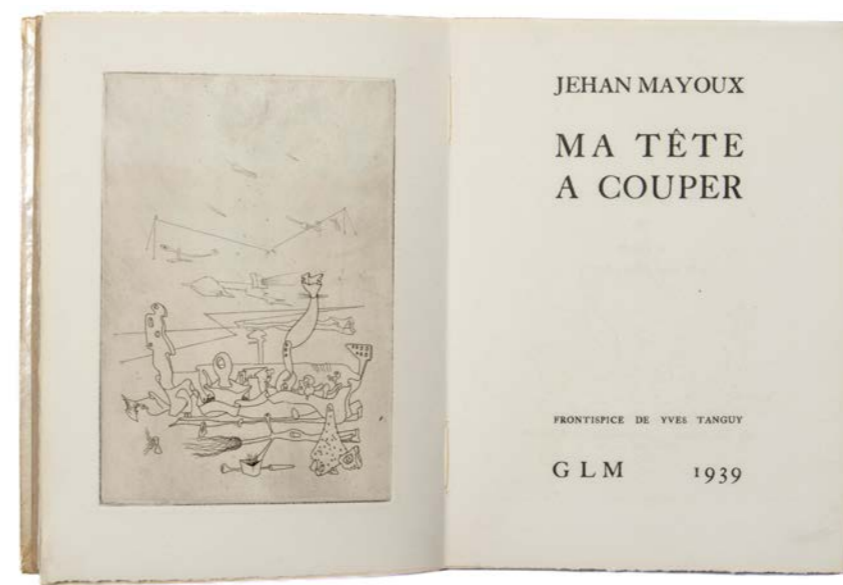 JEHAN MAYOUX
MA TÊTE
A COUPER
FRONTISPICE DE YVES TANGUY
GLM 1939